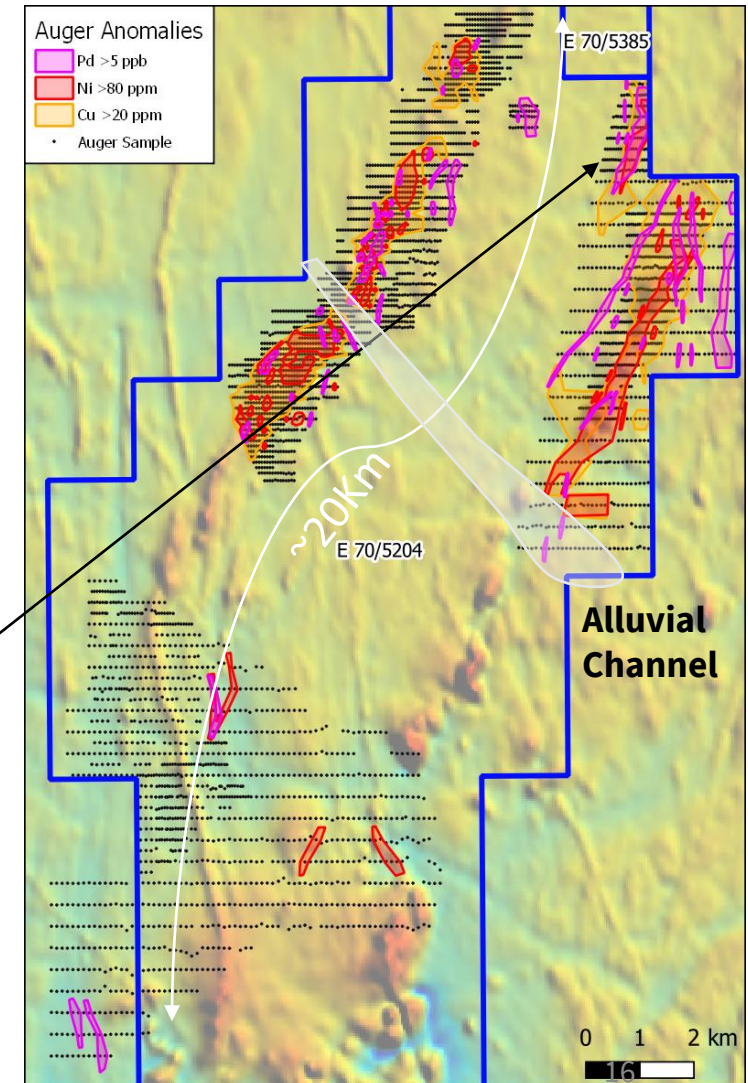 Auger Anomalies
Pd >5 ppb
Ni >80 ppm
Cu >20 ppm
Auger Sample
E 70/5385
~20Km
E 70/5204
Alluvial
Channel
0 1 2 km
16